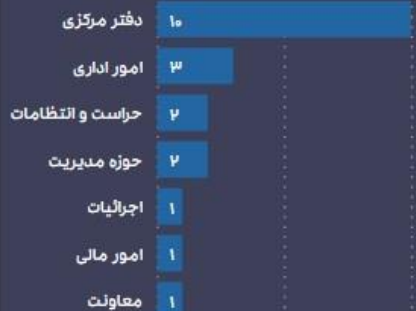 دفتر مرکزی ۱۰
امور اداری ۳
حراست و انتظامات ۲
حوزه مدیریت ۲
اجرائیات ۱
امور مالی ۱
معاونت ۱